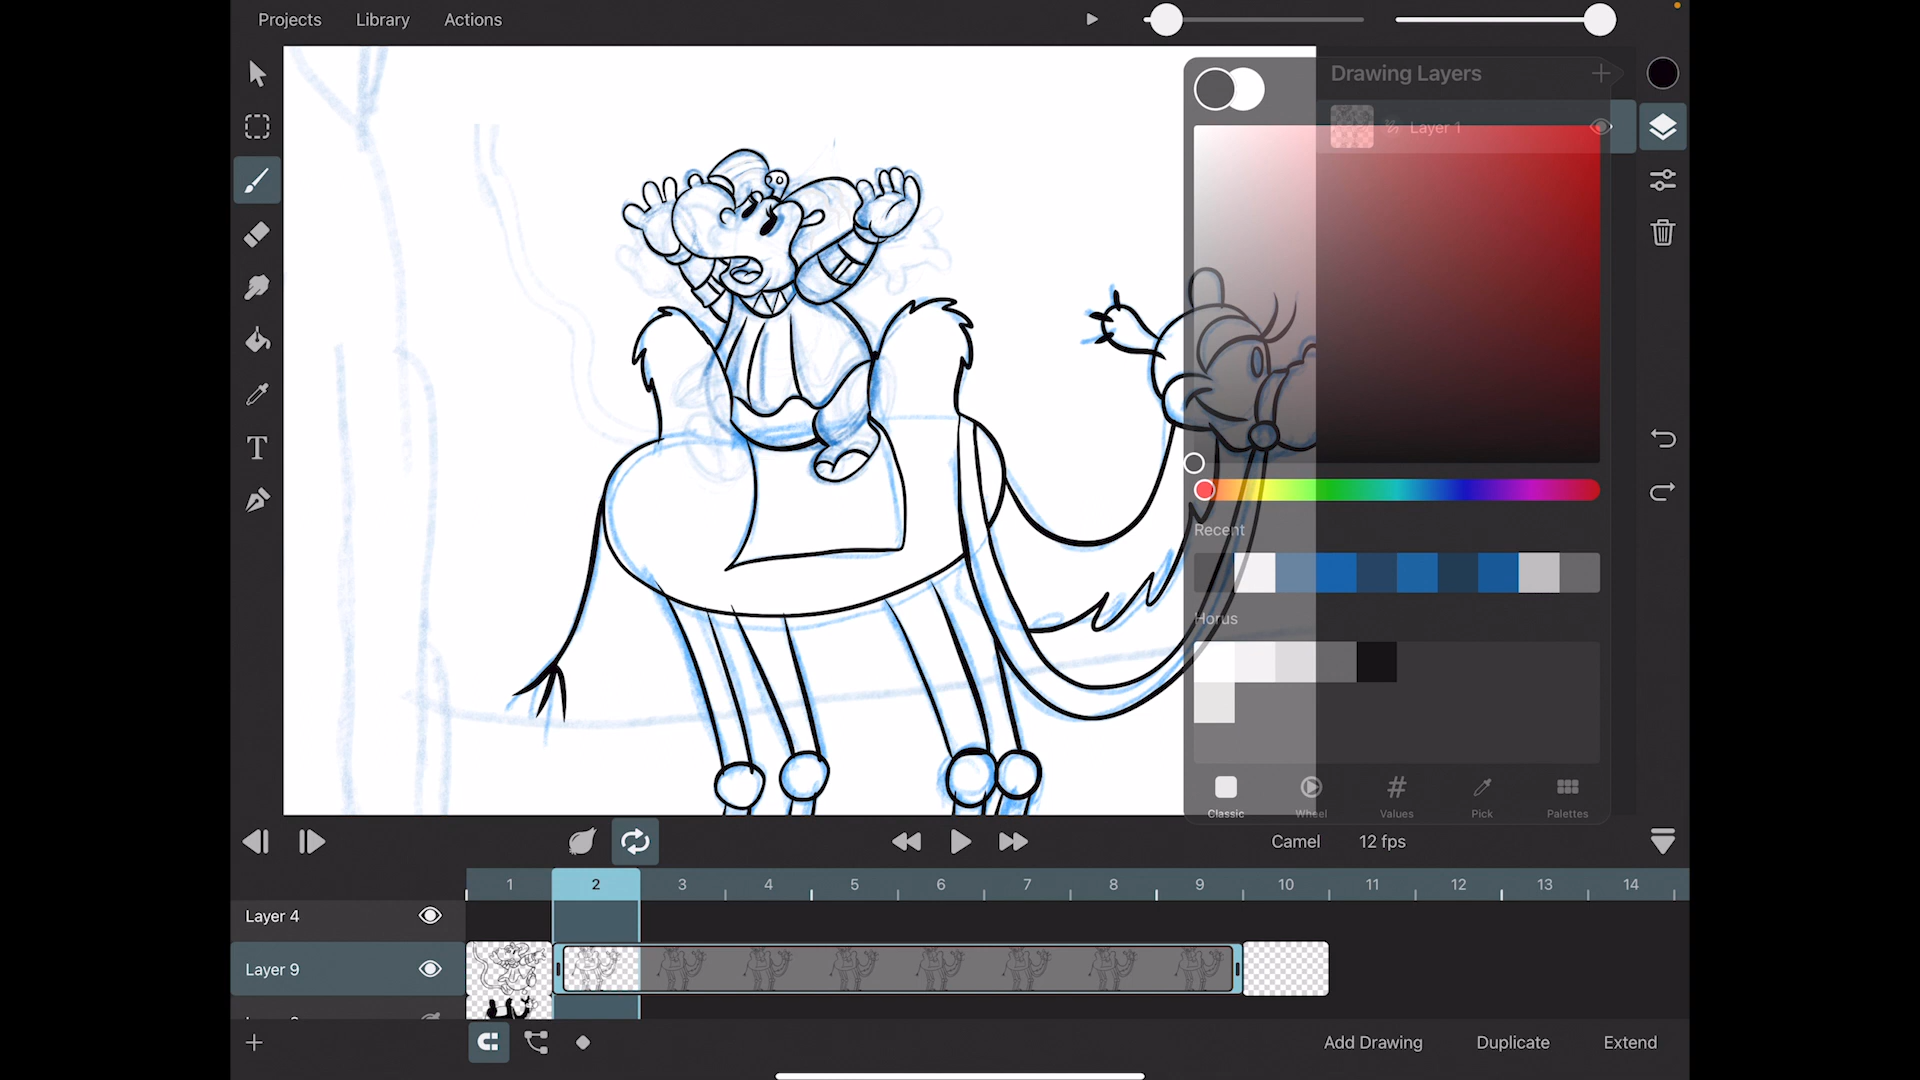 Projects Library Actions
Drawing Layers
Layer 1
Recent
Horus
Classic Wheel Values Pick Palettes
Camel 12 fps
1 2 3 4 5 6 7 8 9 10 11 12 13 14
Layer 4
Layer 9
Add Drawing Duplicate Extend